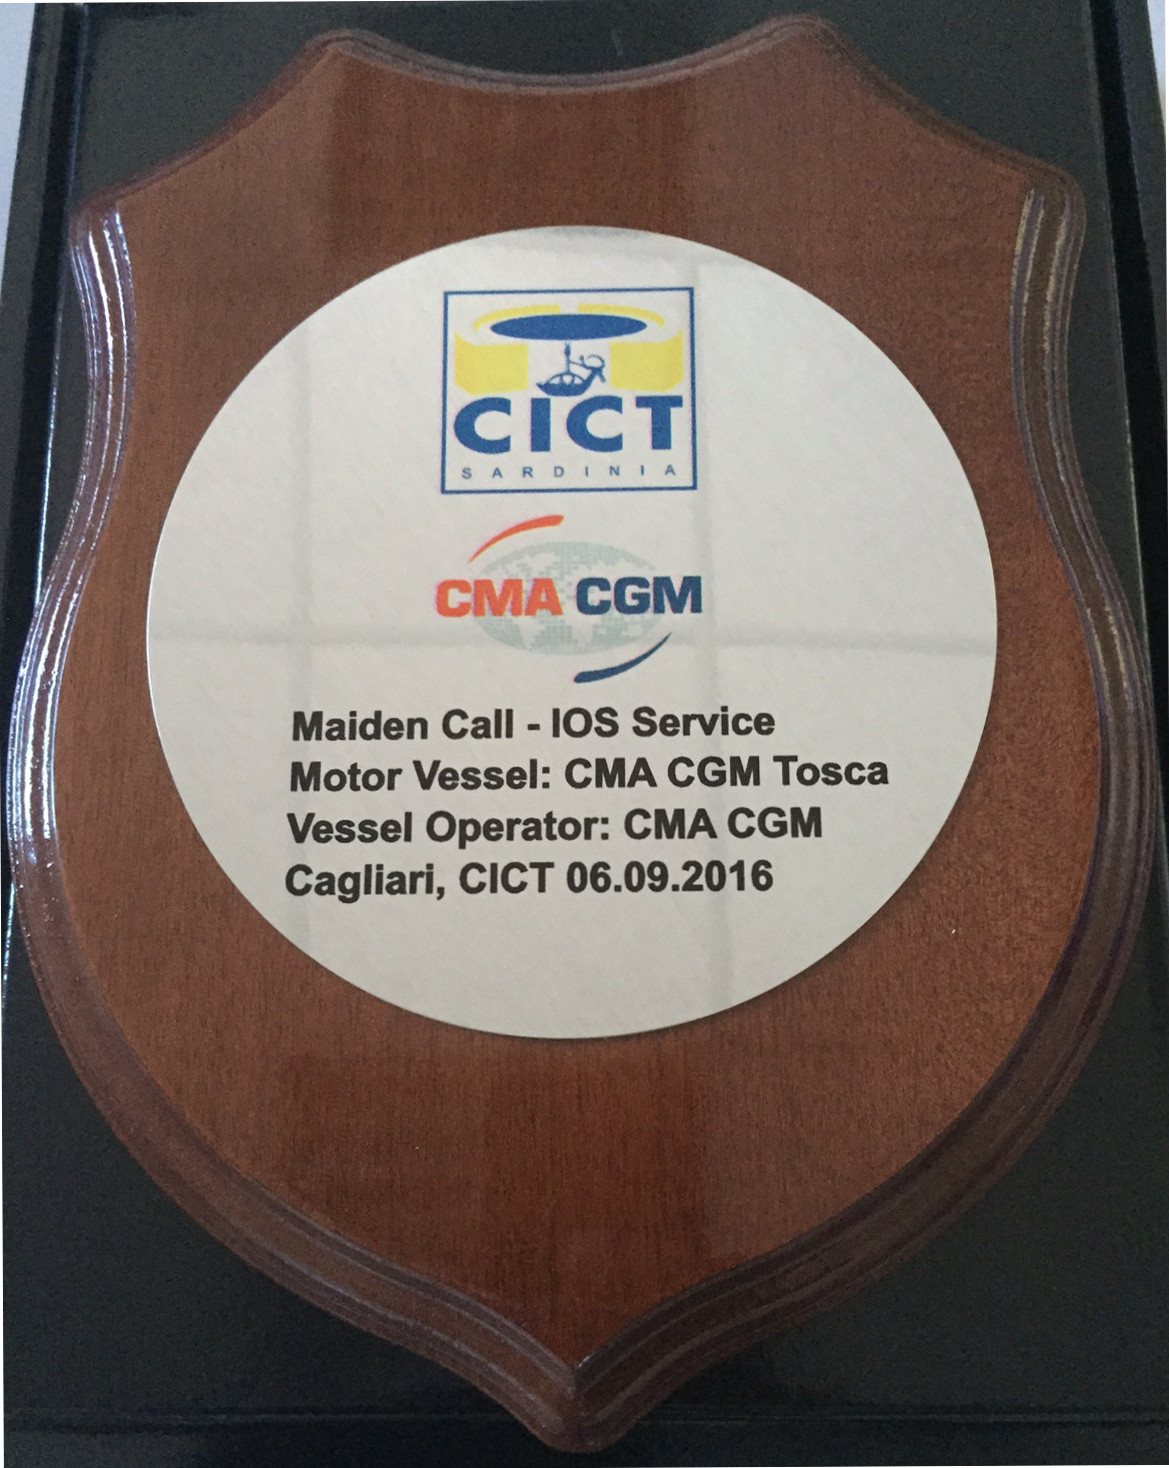 CICT
SARDINIA
CMA CGM
Maiden Call - IOS Service
Motor Vessel: CMA CGM Tosca
Vessel Operator: CMA CGM
Cagliari, CICT 06.09.2016